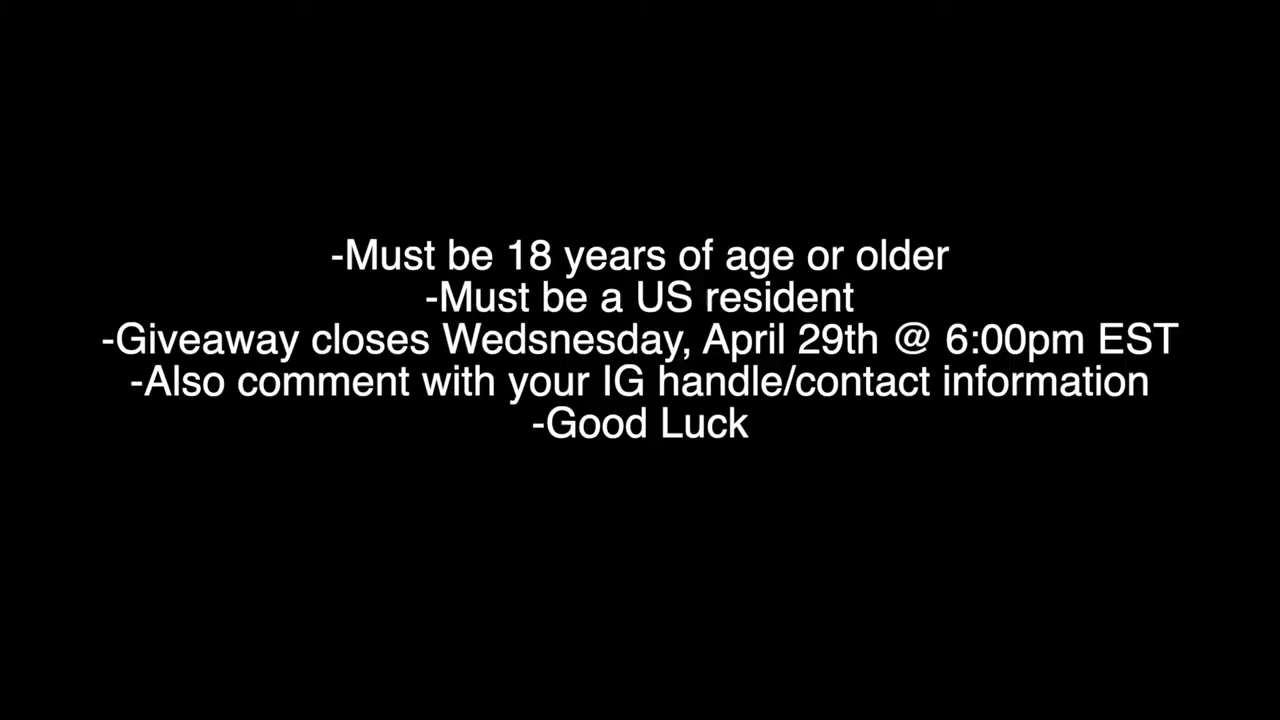 -Must be 18 years of age or older
-Must be a US resident
-Giveaway closes Wedsnesday, April 29th @ 6:00pm EST
-Also comment with your IG handle/contact information
-Good Luck